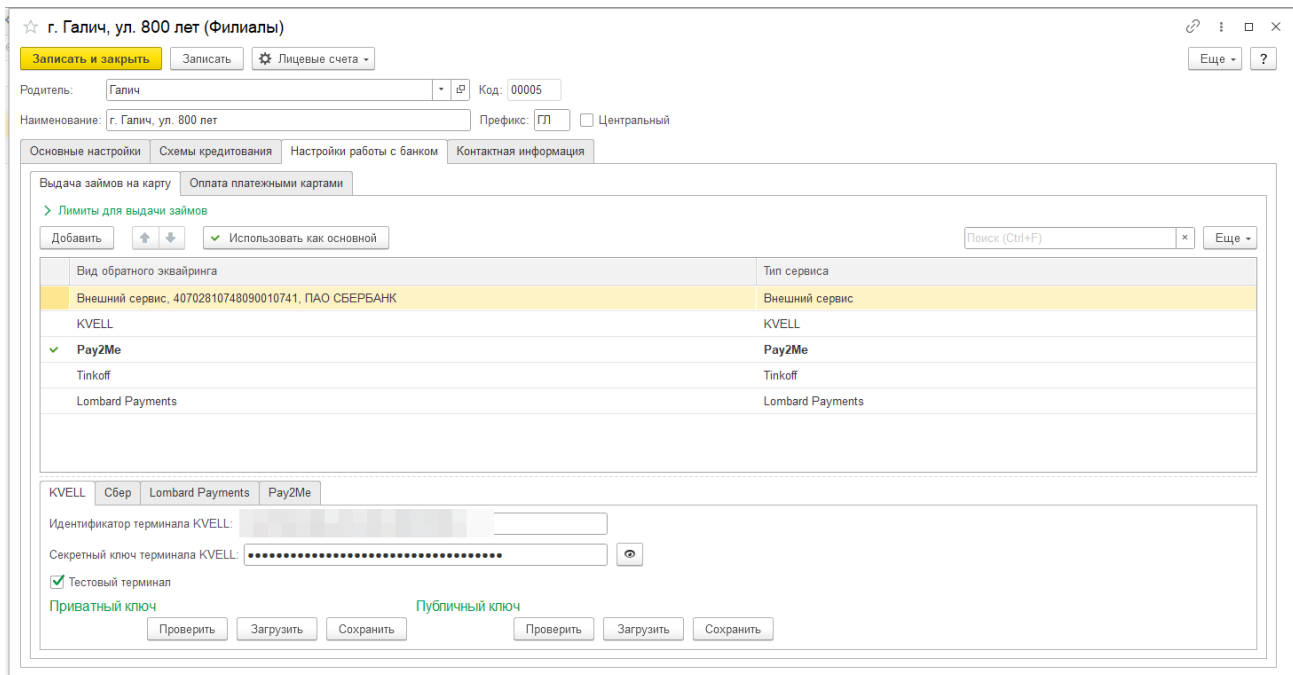 г. Галич, ул. 800 лет (Филиалы)
Записать и закрыть Записать Лицевые счета Еще ?
Родитель: Галич Код: 00005
Наименование: г. Галич, ул. 800 лет Префикс: ГЛ Центральный
Основные настройки Схемы кредитования Настройки работы с банком Контактная информация
Выдача займов на карту Оплата платежными картами
Лимиты для выдачи займов
Добавить Использовать как основной Поиск (Ctrl+F) × Еще
Вид обратного эквайринга Тип сервиса
Внешний сервис, 40702810748090010741, ПАО СБЕРБАНК Внешний сервис
KVELL KVELL
Pay2Me Pay2Me
Tinkoff Tinkoff
Lombard Payments Lombard Payments
KVELL Сбер Lombard Payments Pay2Me
Идентификатор терминала KVELL:
Секретный ключ терминала KVELL:
Тестовый терминал
Приватный ключ Публичный ключ
Проверить Загрузить Сохранить Проверить Загрузить Сохранить